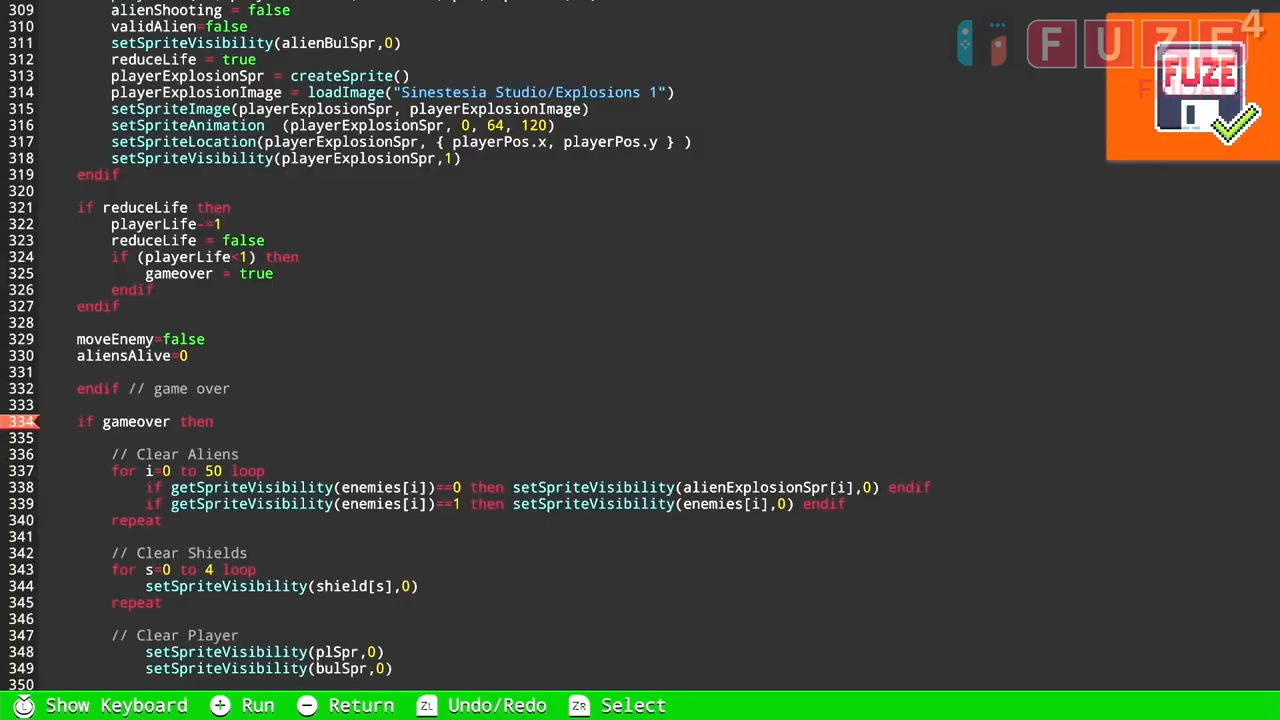 309 alienShooting = false
310 validAlien=false
311 setSpriteVisibility(alienBulSpr,0)
312 reduceLife = true
313 playerExplosionSpr = createSprite()
314 playerExplosionImage = loadImage("Sinestesia Studio/Explosions 1")
315 setSpriteImage(playerExplosionSpr, playerExplosionImage)
316 setSpriteAnimation (playerExplosionSpr, 0, 64, 120)
317 setSpriteLocation(playerExplosionSpr, { playerPos.x, playerPos.y } )
318 setSpriteVisibility(playerExplosionSpr,1)
319 endif
320
321 if reduceLife then
322 playerLife-=1
323 reduceLife = false
324 if (playerLife<1) then
325 gameover = true
326 endif
327 endif
328
329 moveEnemy=false
330 aliensAlive=0
331
332 endif // game over
333
334 if gameover then
335
336 // Clear Aliens
337 for i=0 to 50 loop
338 if getSpriteVisibility(enemies[i])==0 then setSpriteVisibility(alienExplosionSpr[i],0) endif
339 if getSpriteVisibility(enemies[i])==1 then setSpriteVisibility(enemies[i],0) endif
340 repeat
341
342 // Clear Shields
343 for s=0 to 4 loop
344 setSpriteVisibility(shield[s],0)
345 repeat
346
347 // Clear Player
348 setSpriteVisibility(plSpr,0)
349 setSpriteVisibility(bulSpr,0)
350
FUZE 4
FUZE
Show Keyboard + Run - Return ZL Undo/Redo ZR Select